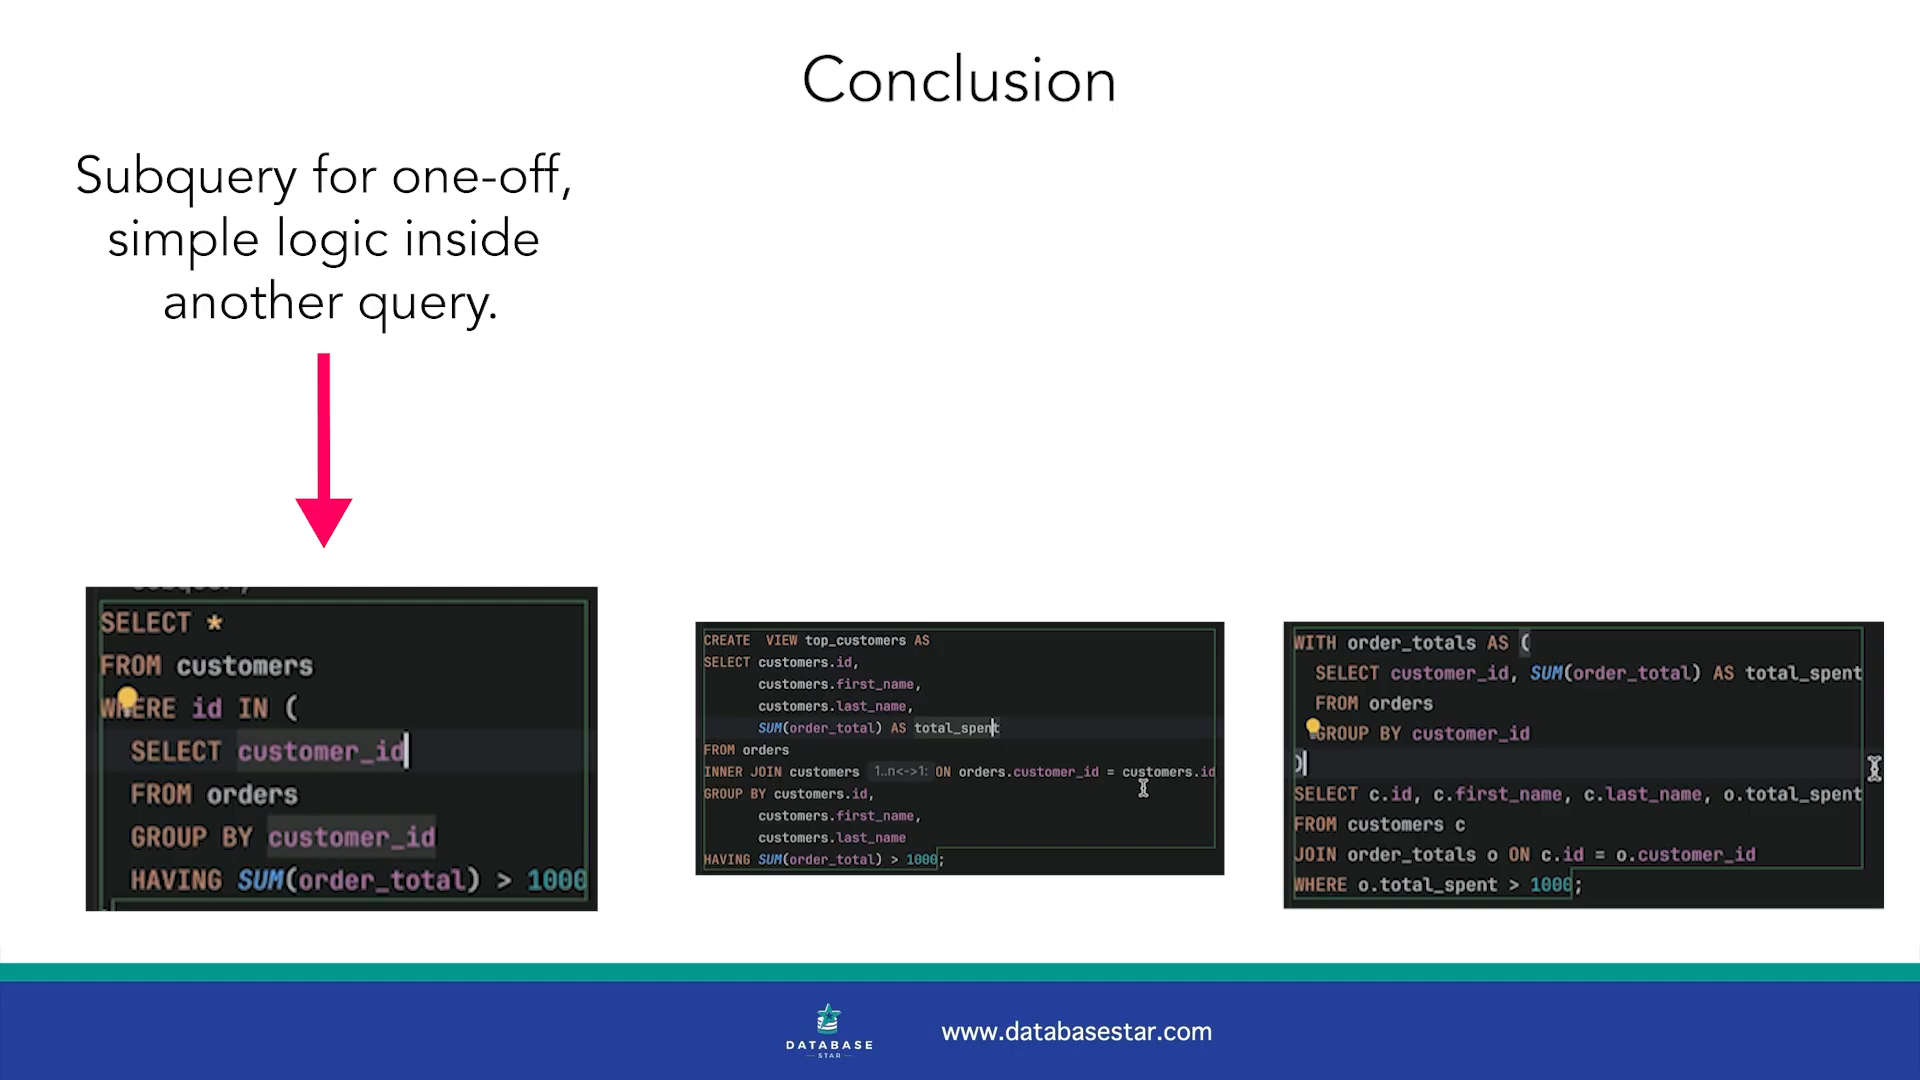 Conclusion
Subquery for one-off,
simple logic inside
another query.
SELECT *
FROM customers
WHERE id IN (
SELECT customer_id
FROM orders
GROUP BY customer_id
HAVING SUM(order_total) > 1000
CREATE VIEW top_customers AS
SELECT customers.id,
customers.first_name,
customers.last_name,
SUM(order_total) AS total_spent
FROM orders
INNER JOIN customers 1..n<->1: ON orders.customer_id = customers.id
GROUP BY customers.id,
customers.first_name,
customers.last_name
HAVING SUM(order_total) > 1000;
WITH order_totals AS (
SELECT customer_id, SUM(order_total) AS total_spent
FROM orders
GROUP BY customer_id
)
SELECT c.id, c.first_name, c.last_name, o.total_spent
FROM customers c
JOIN order_totals o ON c.id = o.customer_id
WHERE o.total_spent > 1000;
DATABASE
STAR
www.databasestar.com